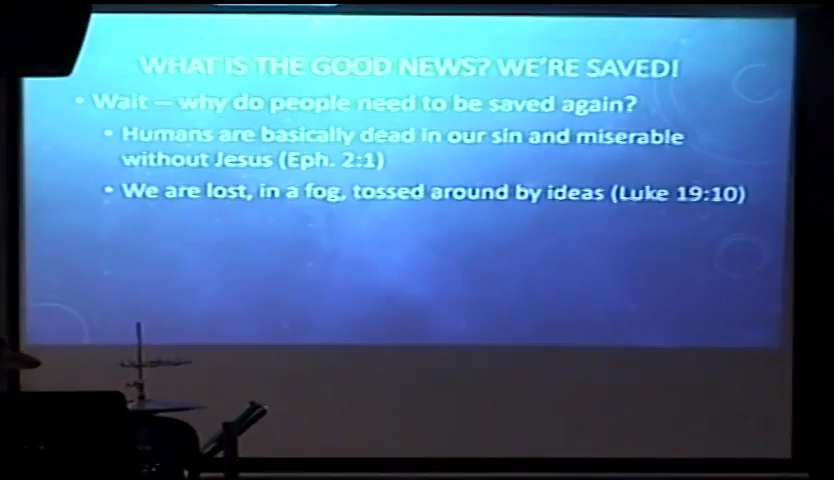 WHAT IS THE GOOD NEWS? WE'RE SAVED!
• Wait – why do people need to be saved again?
• Humans are basically dead in our sin and miserable
without Jesus (Eph. 2:1)
• We are lost, in a fog, tossed around by ideas (Luke 19:10)